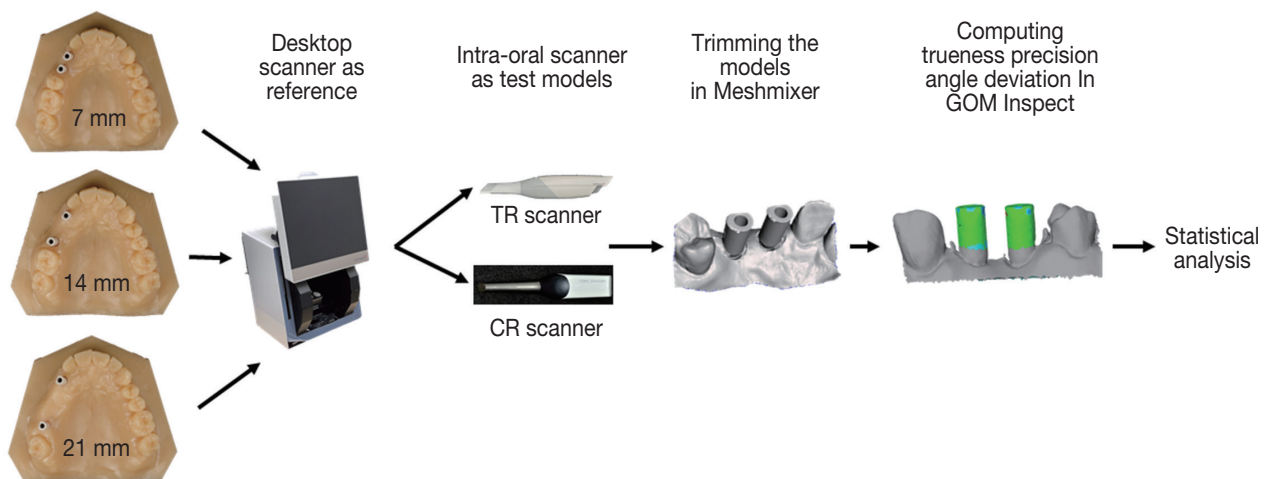 7 mm
14 mm
21 mm
Desktop
scanner as
reference
Intra-oral scanner
as test models
TR scanner
CR scanner
Trimming the
models
in Meshmixer
Computing
trueness precision
angle deviation In
GOM Inspect
Statistical
analysis